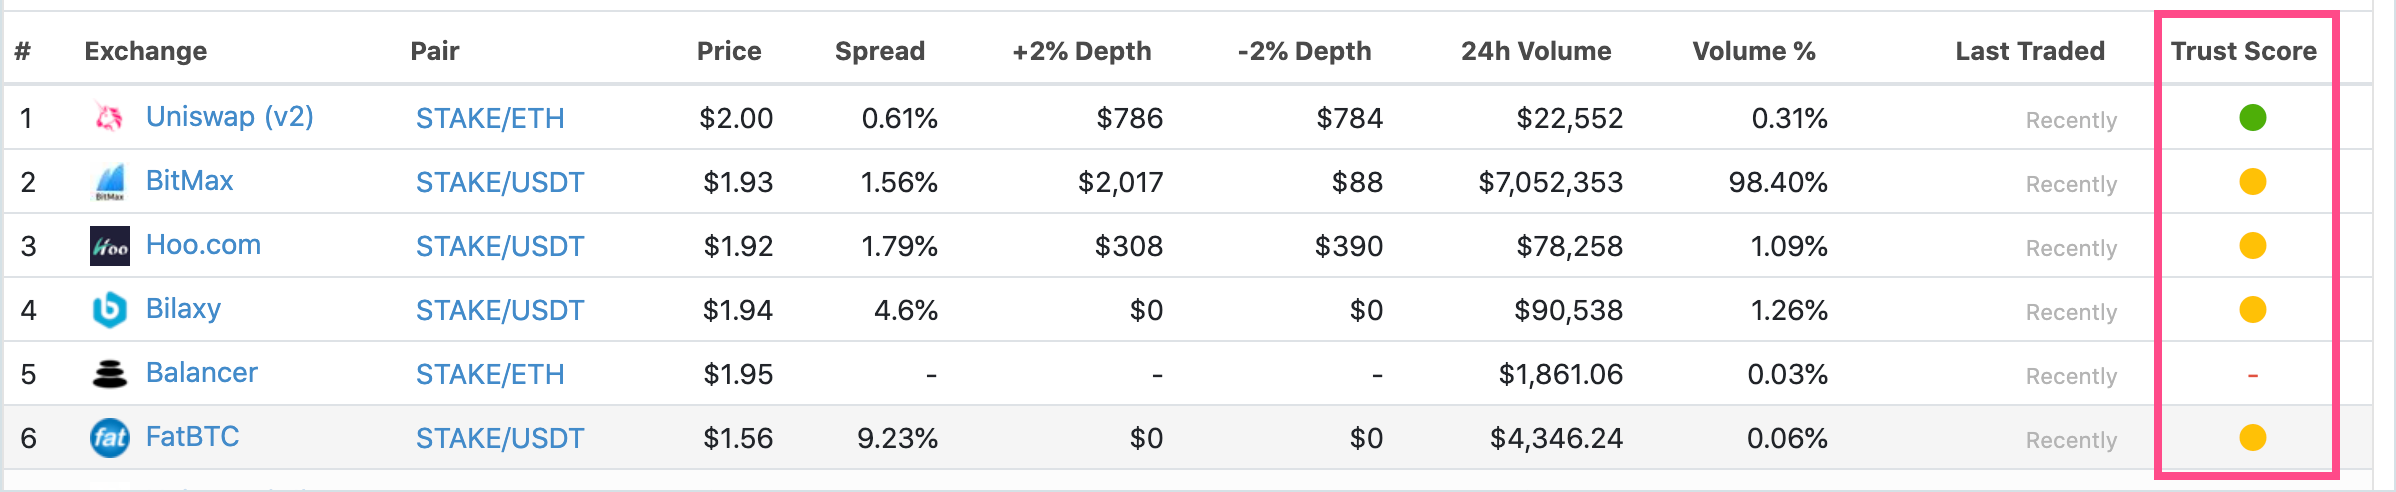 # Exchange Pair Price Spread +2% Depth -2% Depth 24h Volume Volume % Last Traded Trust Score
1 Uniswap (v2) STAKE/ETH $2.00 0.61% $786 $784 $22,552 0.31% Recently
2 BitMax BitMax STAKE/USDT $1.93 1.56% $2,017 $88 $7,052,353 98.40% Recently
3 Hoo Hoo.com STAKE/USDT $1.92 1.79% $308 $390 $78,258 1.09% Recently
4 Bilaxy STAKE/USDT $1.94 4.6% $0 $0 $90,538 1.26% Recently
5 Balancer STAKE/ETH $1.95 - - - $1,861.06 0.03% Recently -
6 fat FatBTC STAKE/USDT $1.56 9.23% $0 $0 $4,346.24 0.06% Recently